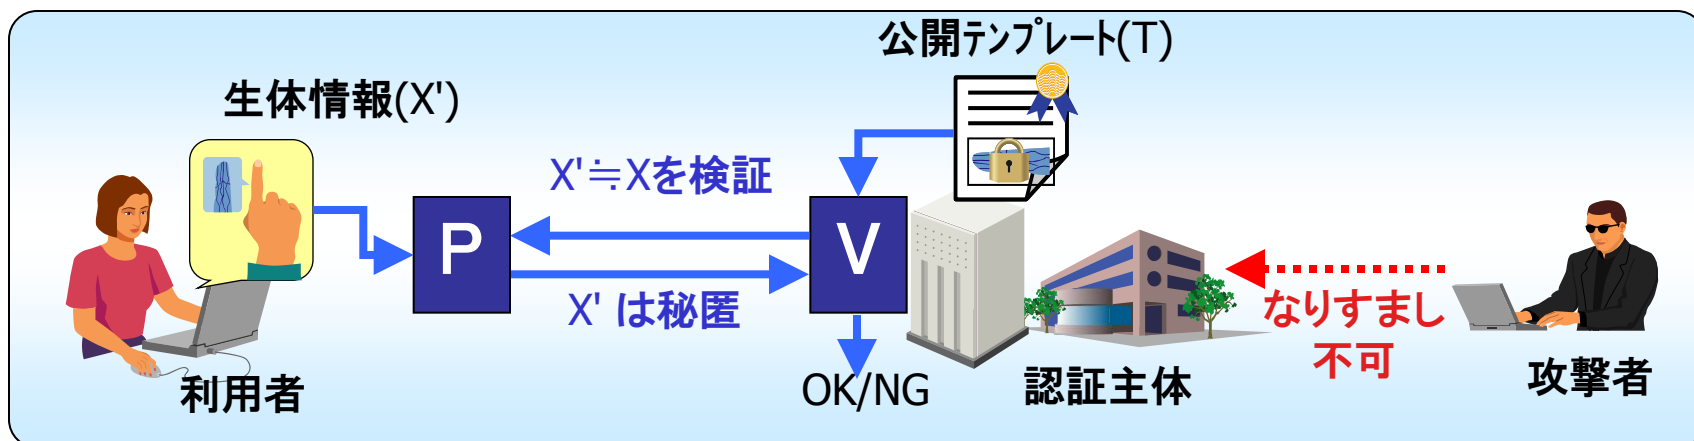 公開テンプレート(T)
生体情報(X')
X'≒Xを検証
P
V
X' は秘匿
なりすまし
不可
OK/NG
利用者
認証主体
攻撃者